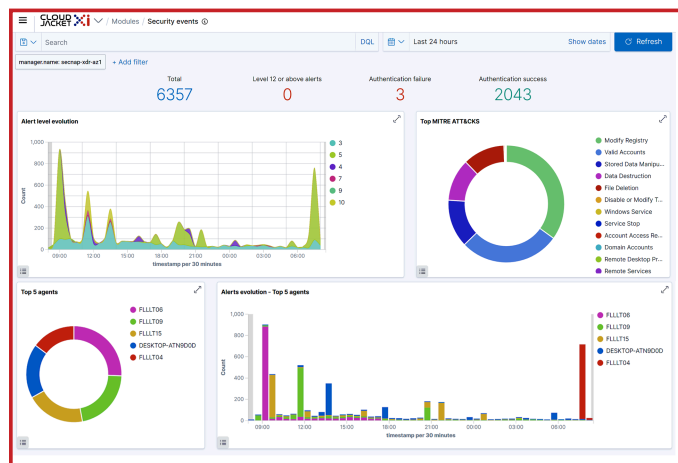 CLOUD JACKET XI / Modules / Security events
Search DQL Last 24 hours Show dates Refresh
manager.name: secnap-xdr-az1 + Add filter
Total
6357
Level 12 or above alerts
0
Authentication failure
3
Authentication success
2043
Alert level evolution
Count
1,000
800
600
400
200
0
09:00 12:00 15:00 18:00 21:00 00:00 03:00 06:00
timestamp per 30 minutes
3
5
4
7
9
10
Top MITRE ATT&CKS
Modify Registry
Valid Accounts
Stored Data Manipu...
Data Destruction
File Deletion
Disable or Modify T...
Windows Service
Service Stop
Account Access Re...
Domain Accounts
Remote Desktop Pr...
Remote Services
Top 5 agents
FLLLT06
FLLLT09
FLLLT15
DESKTOP-ATN9D0D
FLLLT04
Alerts evolution - Top 5 agents
Count
1,000
800
600
400
200
0
09:00 12:00 15:00 18:00 21:00 00:00 03:00 06:00
timestamp per 30 minutes
FLLLT06
FLLLT09
FLLLT15
DESKTOP-ATN9D0D
FLLLT04